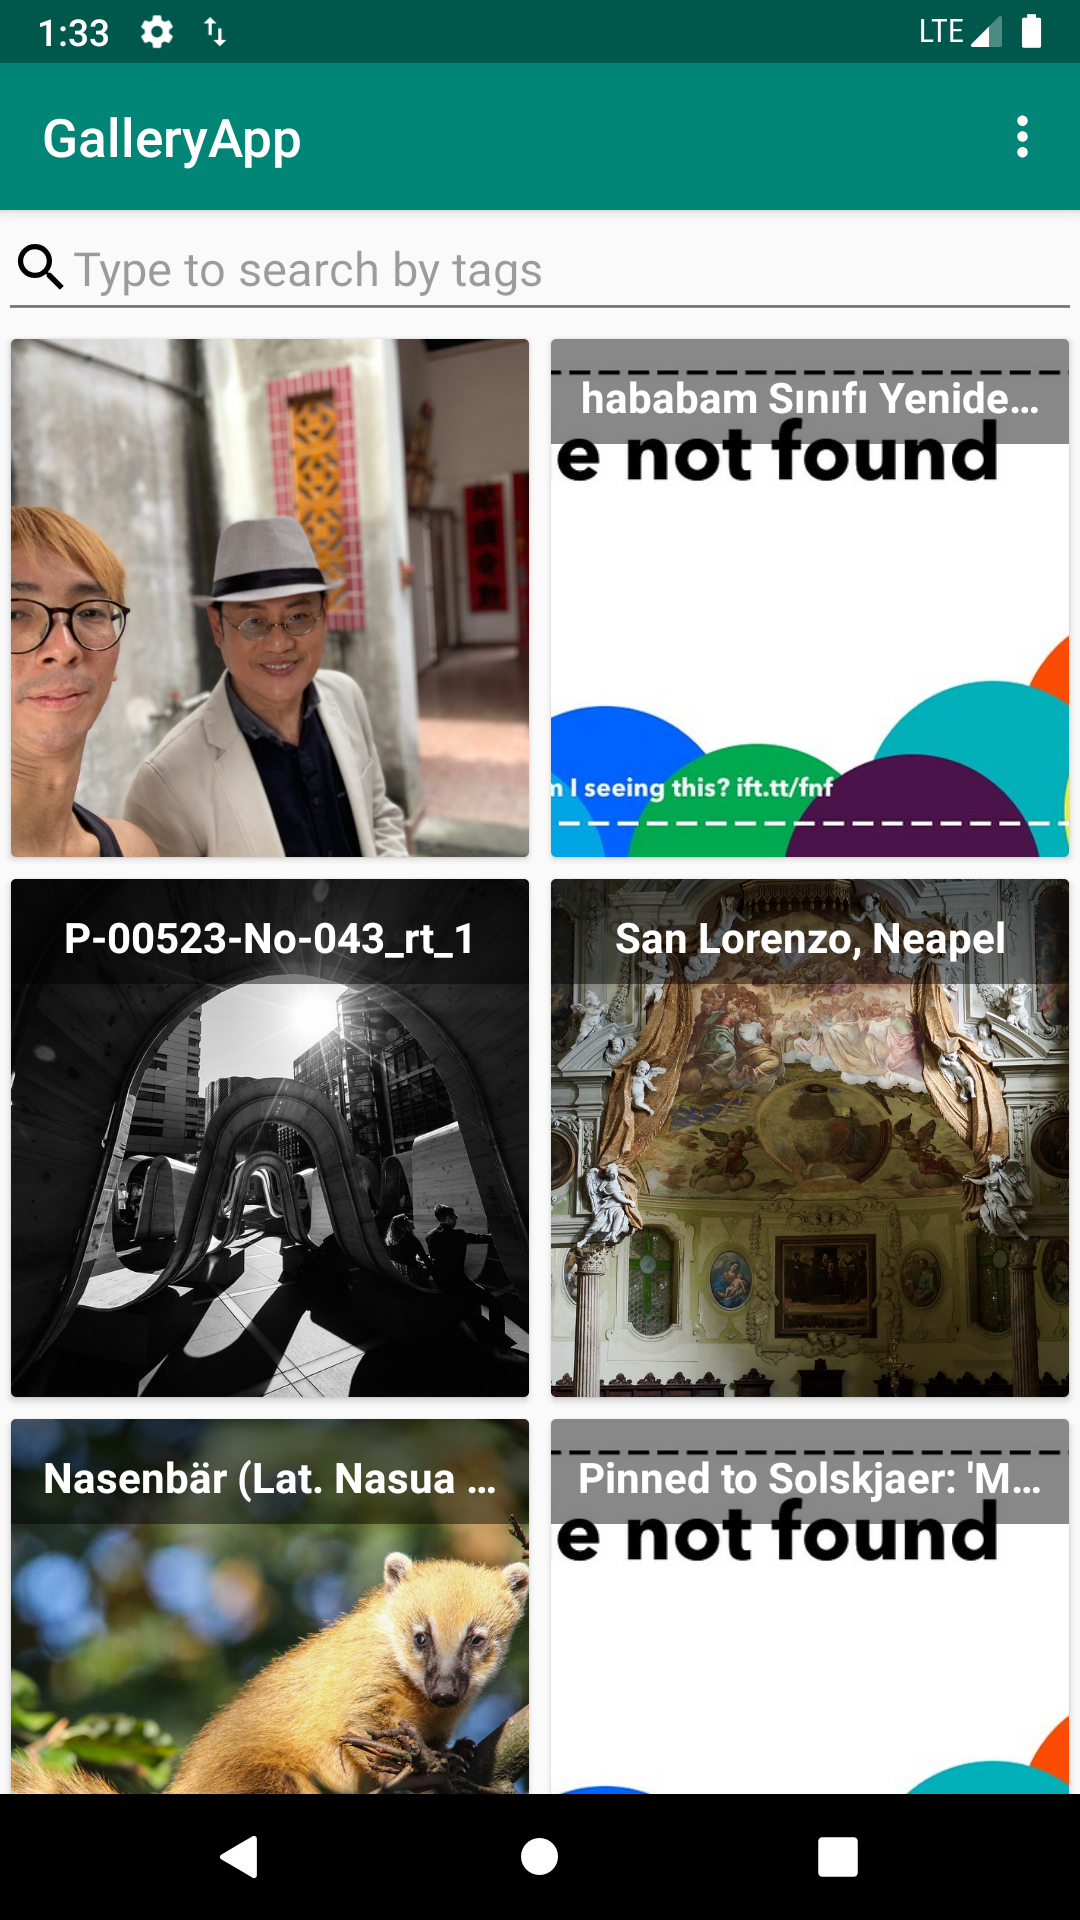 1:33
LTE
GalleryApp
Type to search by tags
hababam Sınıfı Yenide...
e not found
n I seeing this? ift.tt/fnf
P-00523-No-043_rt_1
San Lorenzo, Neapel
Nasenbär (Lat. Nasua ...
Pinned to Solskjaer: 'M...
e not found